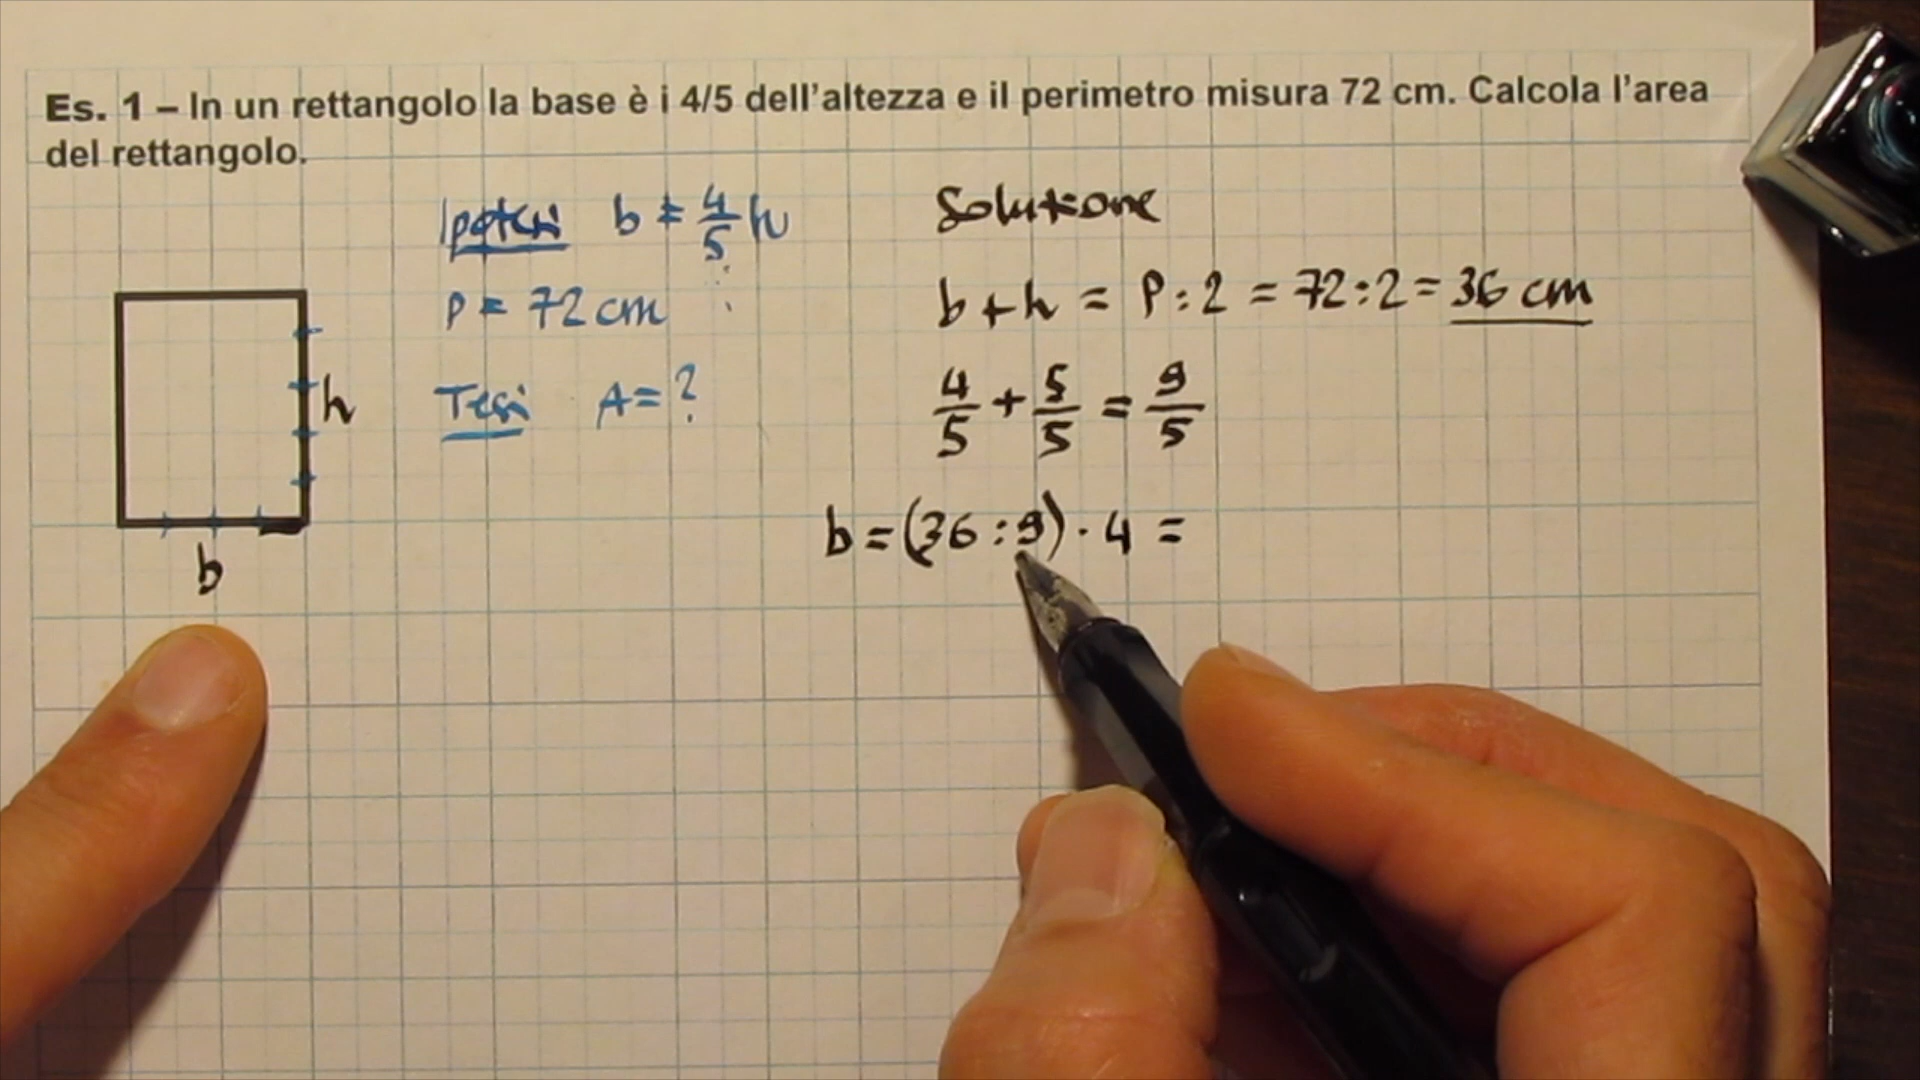 Es. 1 – In un rettangolo la base è i 4/5 dell'altezza e il perimetro misura 72 cm. Calcola l'area
del rettangolo.
Ipotesi b = 4/5 h
P = 72 cm
Tesi A = ?
h
b
Soluzione
b + h = P : 2 = 72 : 2 = 36 cm
4/5 + 5/5 = 9/5
b = (36 : 9) · 4 =